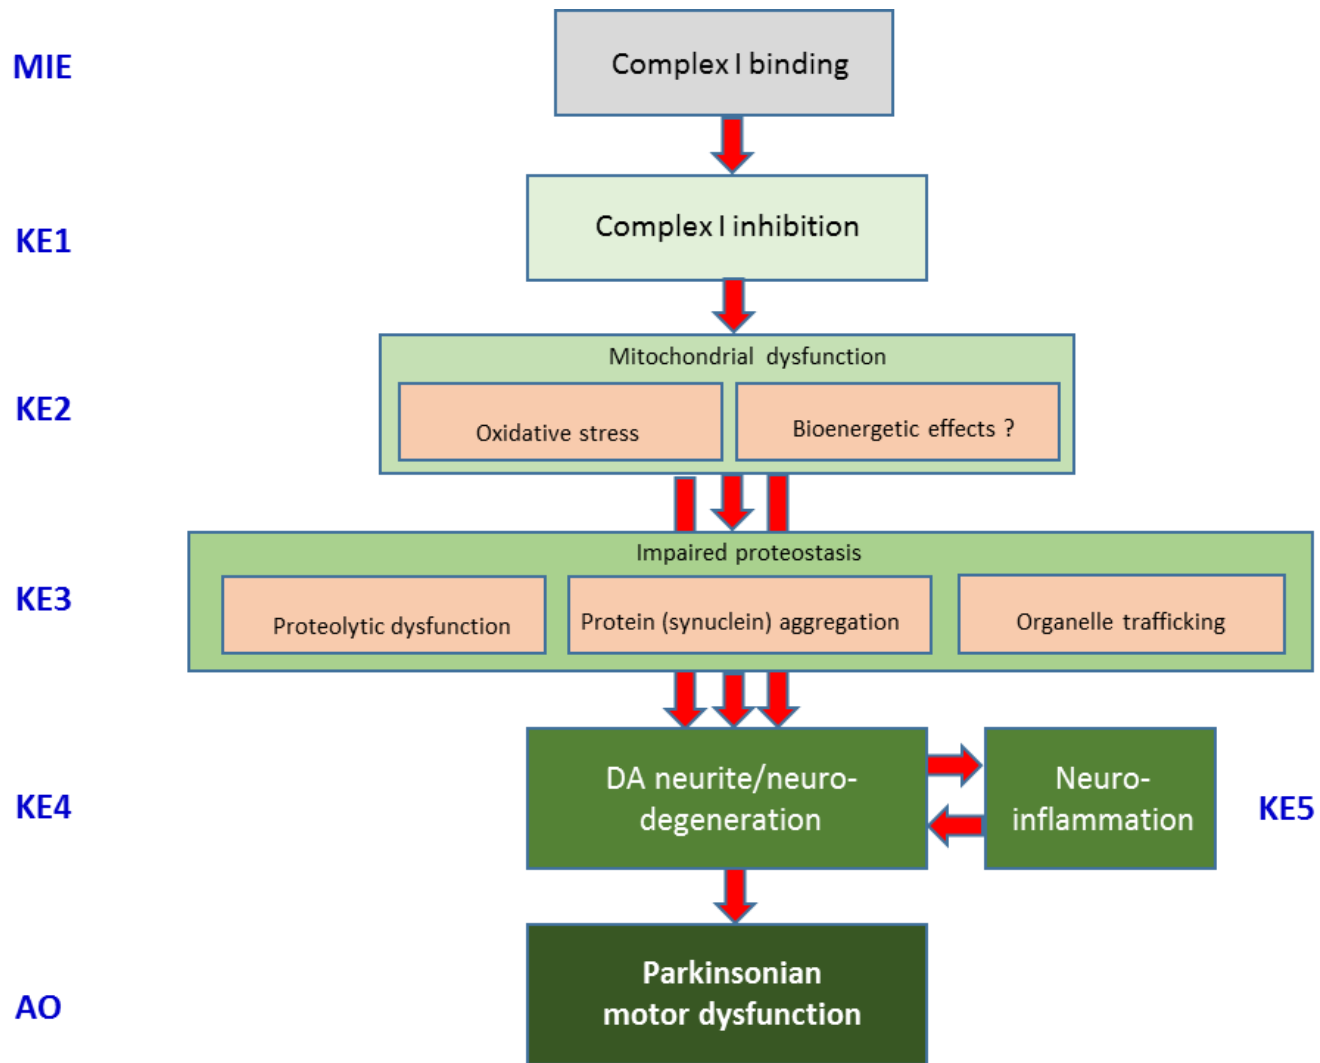 MIE
Complex I binding
KE1
Complex I inhibition
KE2
Mitochondrial dysfunction
Oxidative stress
Bioenergetic effects ?
KE3
Impaired proteostasis
Proteolytic dysfunction
Protein (synuclein) aggregation
Organelle trafficking
KE4
DA neurite/neuro-
degeneration
Neuro-
inflammation
KE5
AO
Parkinsonian
motor dysfunction